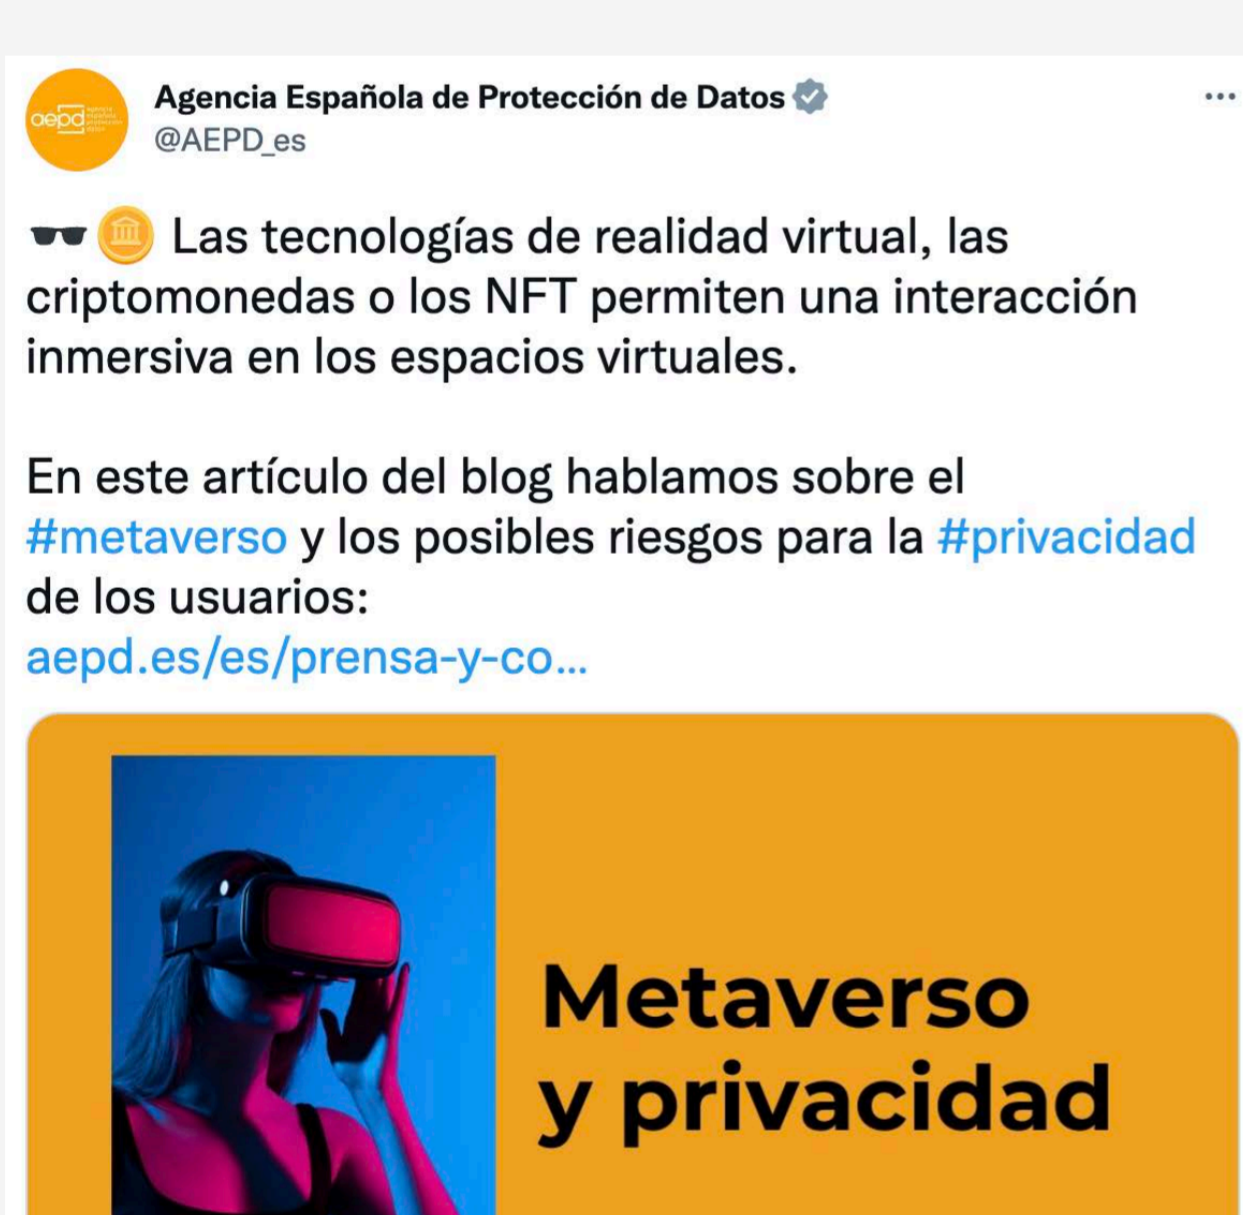 Agencia Española de Protección de Datos
aepd
@AEPD_es
🕶️🪙 Las tecnologías de realidad virtual, las
criptomonedas o los NFT permiten una interacción
inmersiva en los espacios virtuales.
En este artículo del blog hablamos sobre el
#metaverso y los posibles riesgos para la #privacidad
de los usuarios:
aepd.es/es/prensa-y-co...
Metaverso
y privacidad